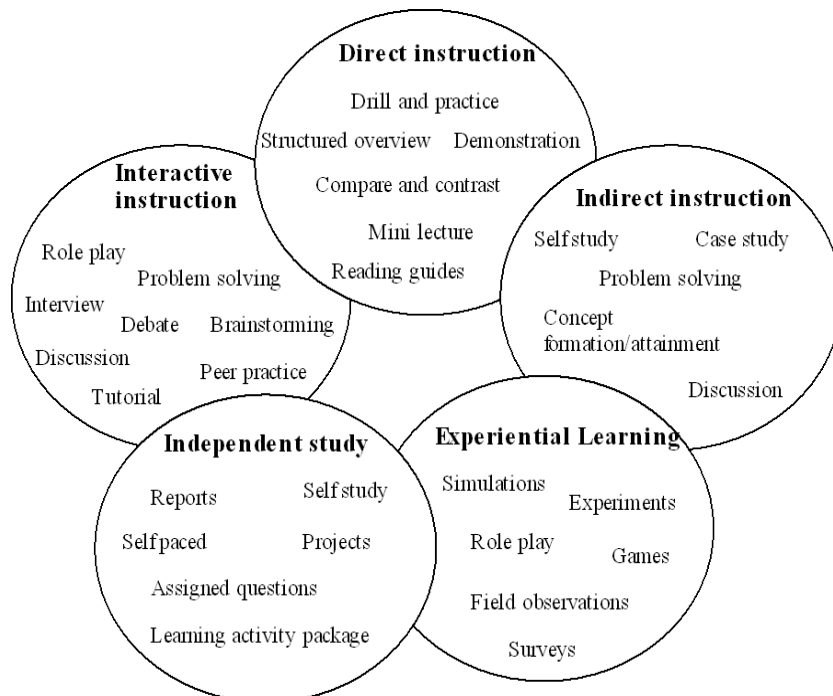 Direct instruction
Drill and practice
Structured overview
Demonstration
Compare and contrast
Mini lecture
Reading guides
Interactive
instruction
Role play
Problem solving
Interview
Debate
Brainstorming
Discussion
Peer practice
Tutorial
Indirect instruction
Self study
Case study
Problem solving
Concept
formation/attainment
Discussion
Independent study
Reports
Self study
Self paced
Projects
Assigned questions
Learning activity package
Experiential Learning
Simulations
Experiments
Role play
Games
Field observations
Surveys